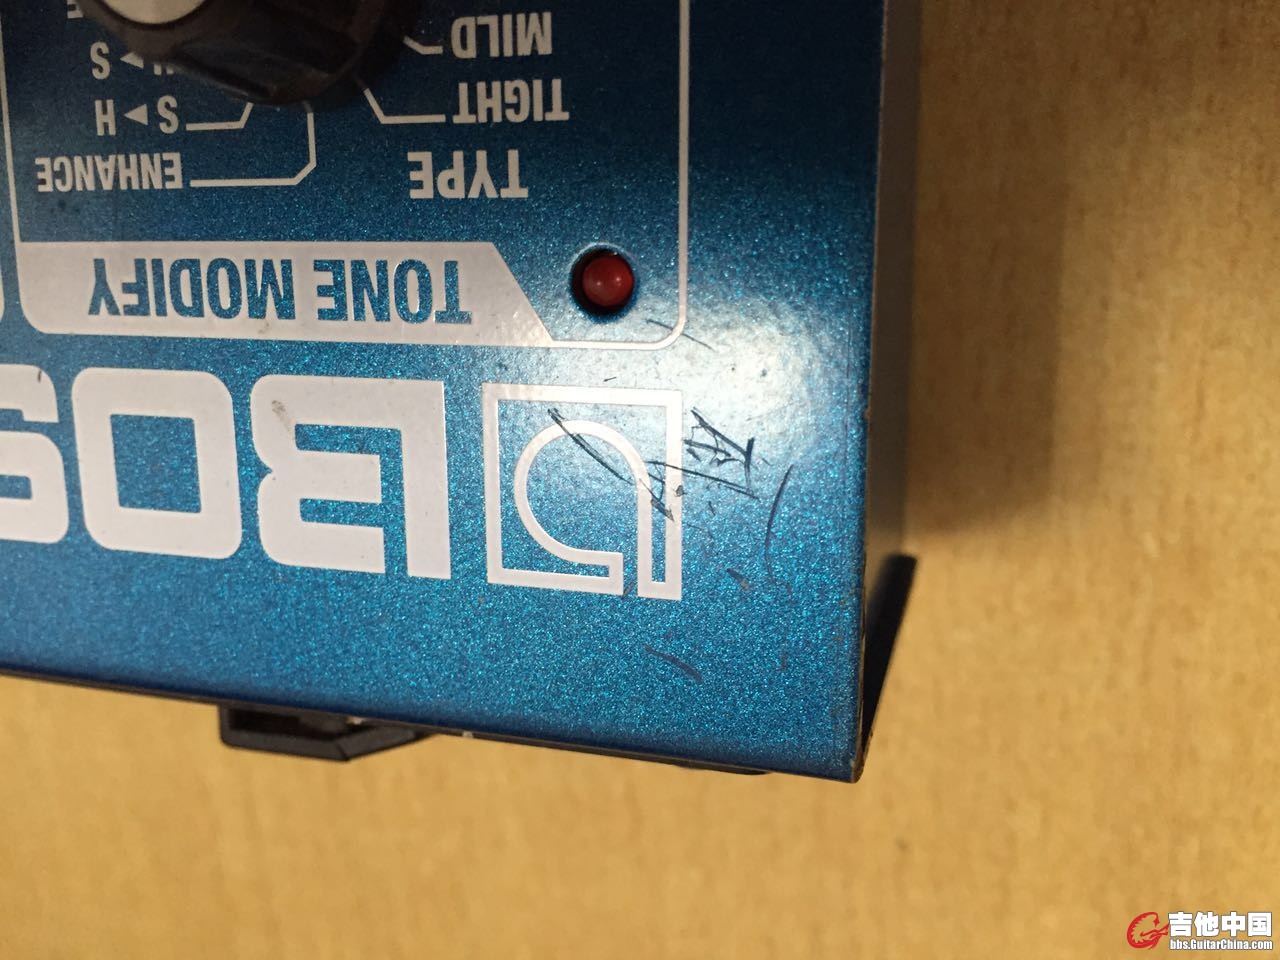 BOS
TONE MODIFY
TYPE
ENHANCE
TIGHT
S▶H
MILD
S
吉他中国
bbs.GuitarChina.com